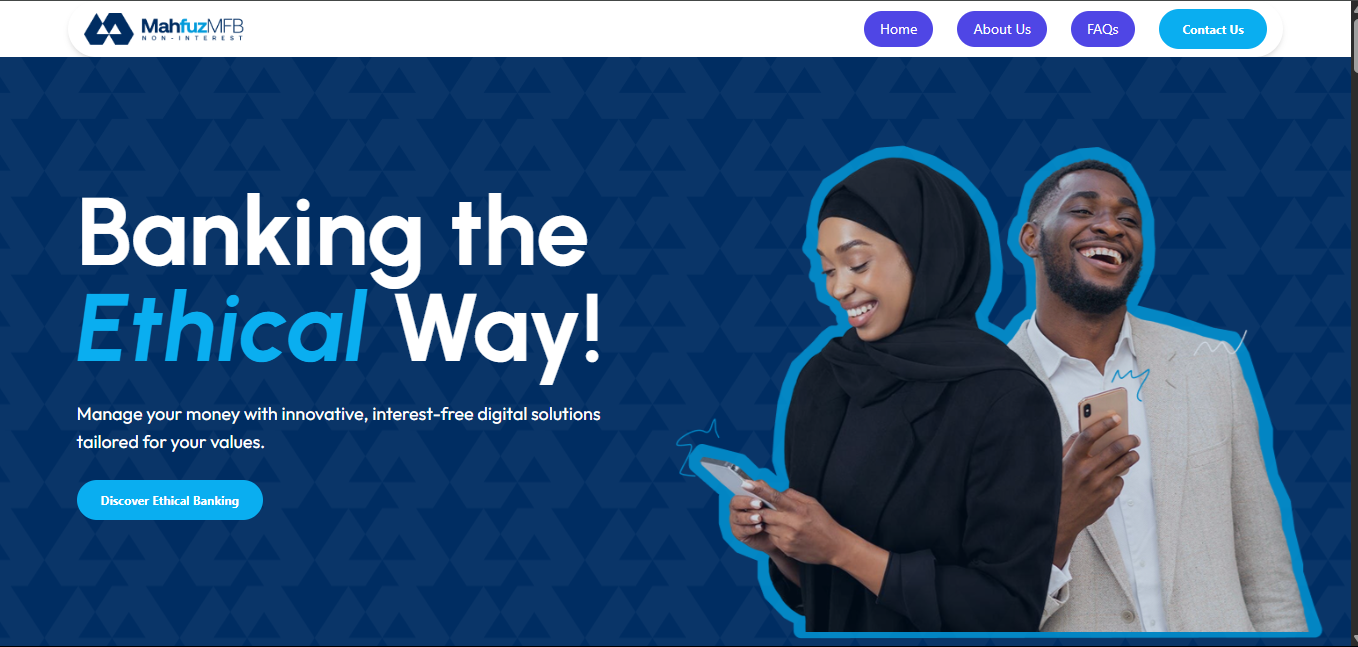 MahfuzMFB
NON-INTEREST
Home
About Us
FAQs
Contact Us
Banking the
Ethical Way!
Manage your money with innovative, interest-free digital solutions
tailored for your values.
Discover Ethical Banking